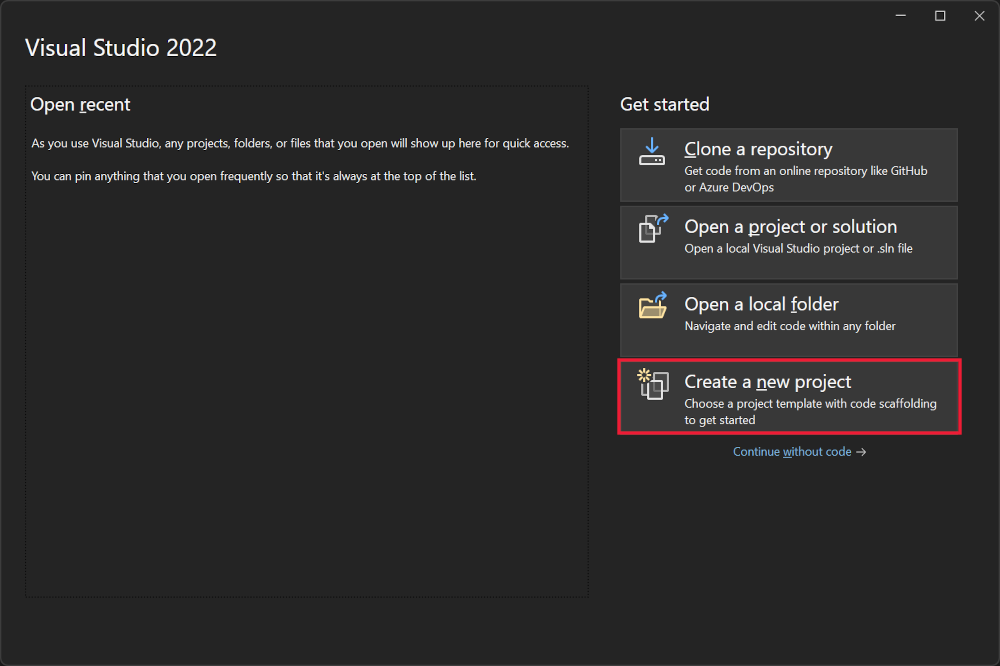 Visual Studio 2022
Open recent
As you use Visual Studio, any projects, folders, or files that you open will show up here for quick access.
You can pin anything that you open frequently so that it's always at the top of the list.
Get started
Clone a repository
Get code from an online repository like GitHub
or Azure DevOps
Open a project or solution
Open a local Visual Studio project or .sln file
Open a local folder
Navigate and edit code within any folder
Create a new project
Choose a project template with code scaffolding
to get started
Continue without code →